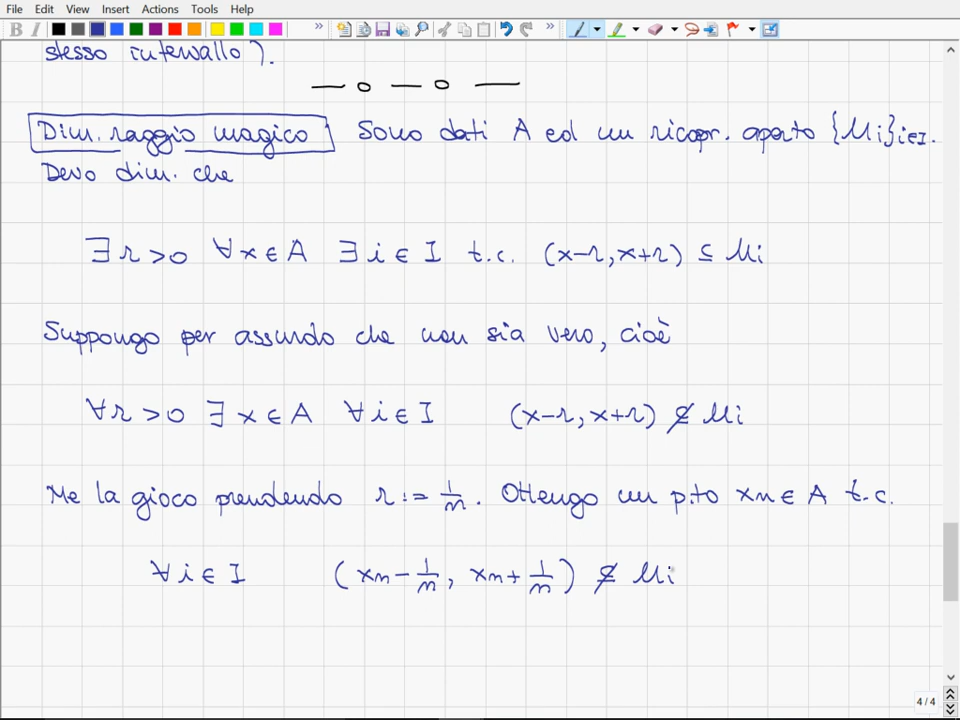 File Edit View Insert Actions Tools Help
B I » »
stesso intervallo).
— o — o —
Dim. raggio magico Sono dati A ed un ricopr. aperto {Ui}i∈I.
Devo dim. che
∃ r > 0 ∀ x ∈ A ∃ i ∈ I t.c. (x-r, x+r) ⊆ Ui
Suppongo per assurdo che non sia vero, cioè
∀ r > 0 ∃ x ∈ A ∀ i ∈ I (x-r, x+r) ⊈ Ui
Me la gioco prendendo r := 1/n. Ottengo un p.to xn ∈ A t.c.
∀ i ∈ I (xn - 1/n, xn + 1/n) ⊈ Ui
4 / 4